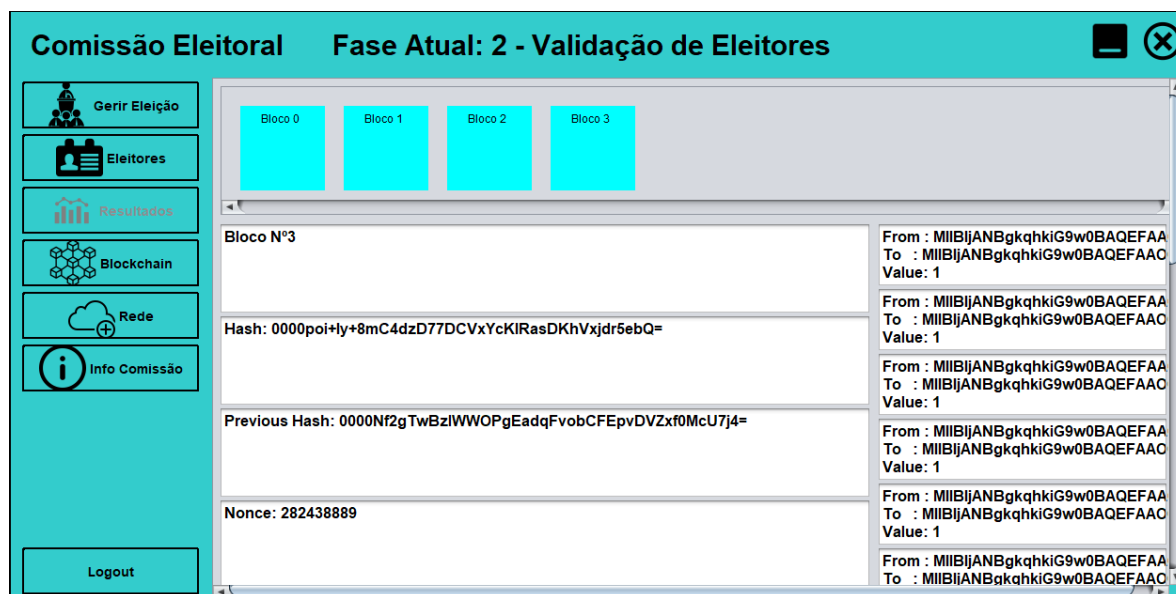 Comissão Eleitoral
Fase Atual: 2 - Validação de Eleitores
Gerir Eleição
Eleitores
Resultados
Blockchain
Rede
Info Comissão
Logout
Bloco 0
Bloco 1
Bloco 2
Bloco 3
Bloco Nº3
Hash: 0000poi+ly+8mC4dzD77DCVxYcKIRasDKhVxjdr5ebQ=
Previous Hash: 0000Nf2gTwBzlWWOPgEadqFvobCFEpvDVZxf0McU7j4=
Nonce: 282438889
From : MIIBIjANBgkqhkiG9w0BAQEFAA
To : MIIBIjANBgkqhkiG9w0BAQEFAAO
Value: 1
From : MIIBIjANBgkqhkiG9w0BAQEFAA
To : MIIBIjANBgkqhkiG9w0BAQEFAAO
Value: 1
From : MIIBIjANBgkqhkiG9w0BAQEFAA
To : MIIBIjANBgkqhkiG9w0BAQEFAAO
Value: 1
From : MIIBIjANBgkqhkiG9w0BAQEFAA
To : MIIBIjANBgkqhkiG9w0BAQEFAAO
Value: 1
From : MIIBIjANBgkqhkiG9w0BAQEFAA
To : MIIBIjANBgkqhkiG9w0BAQEFAAO
Value: 1
From : MIIBIjANBgkqhkiG9w0BAQEFAA
To : MIIBIjANBgkqhkiG9w0BAQEFAAO